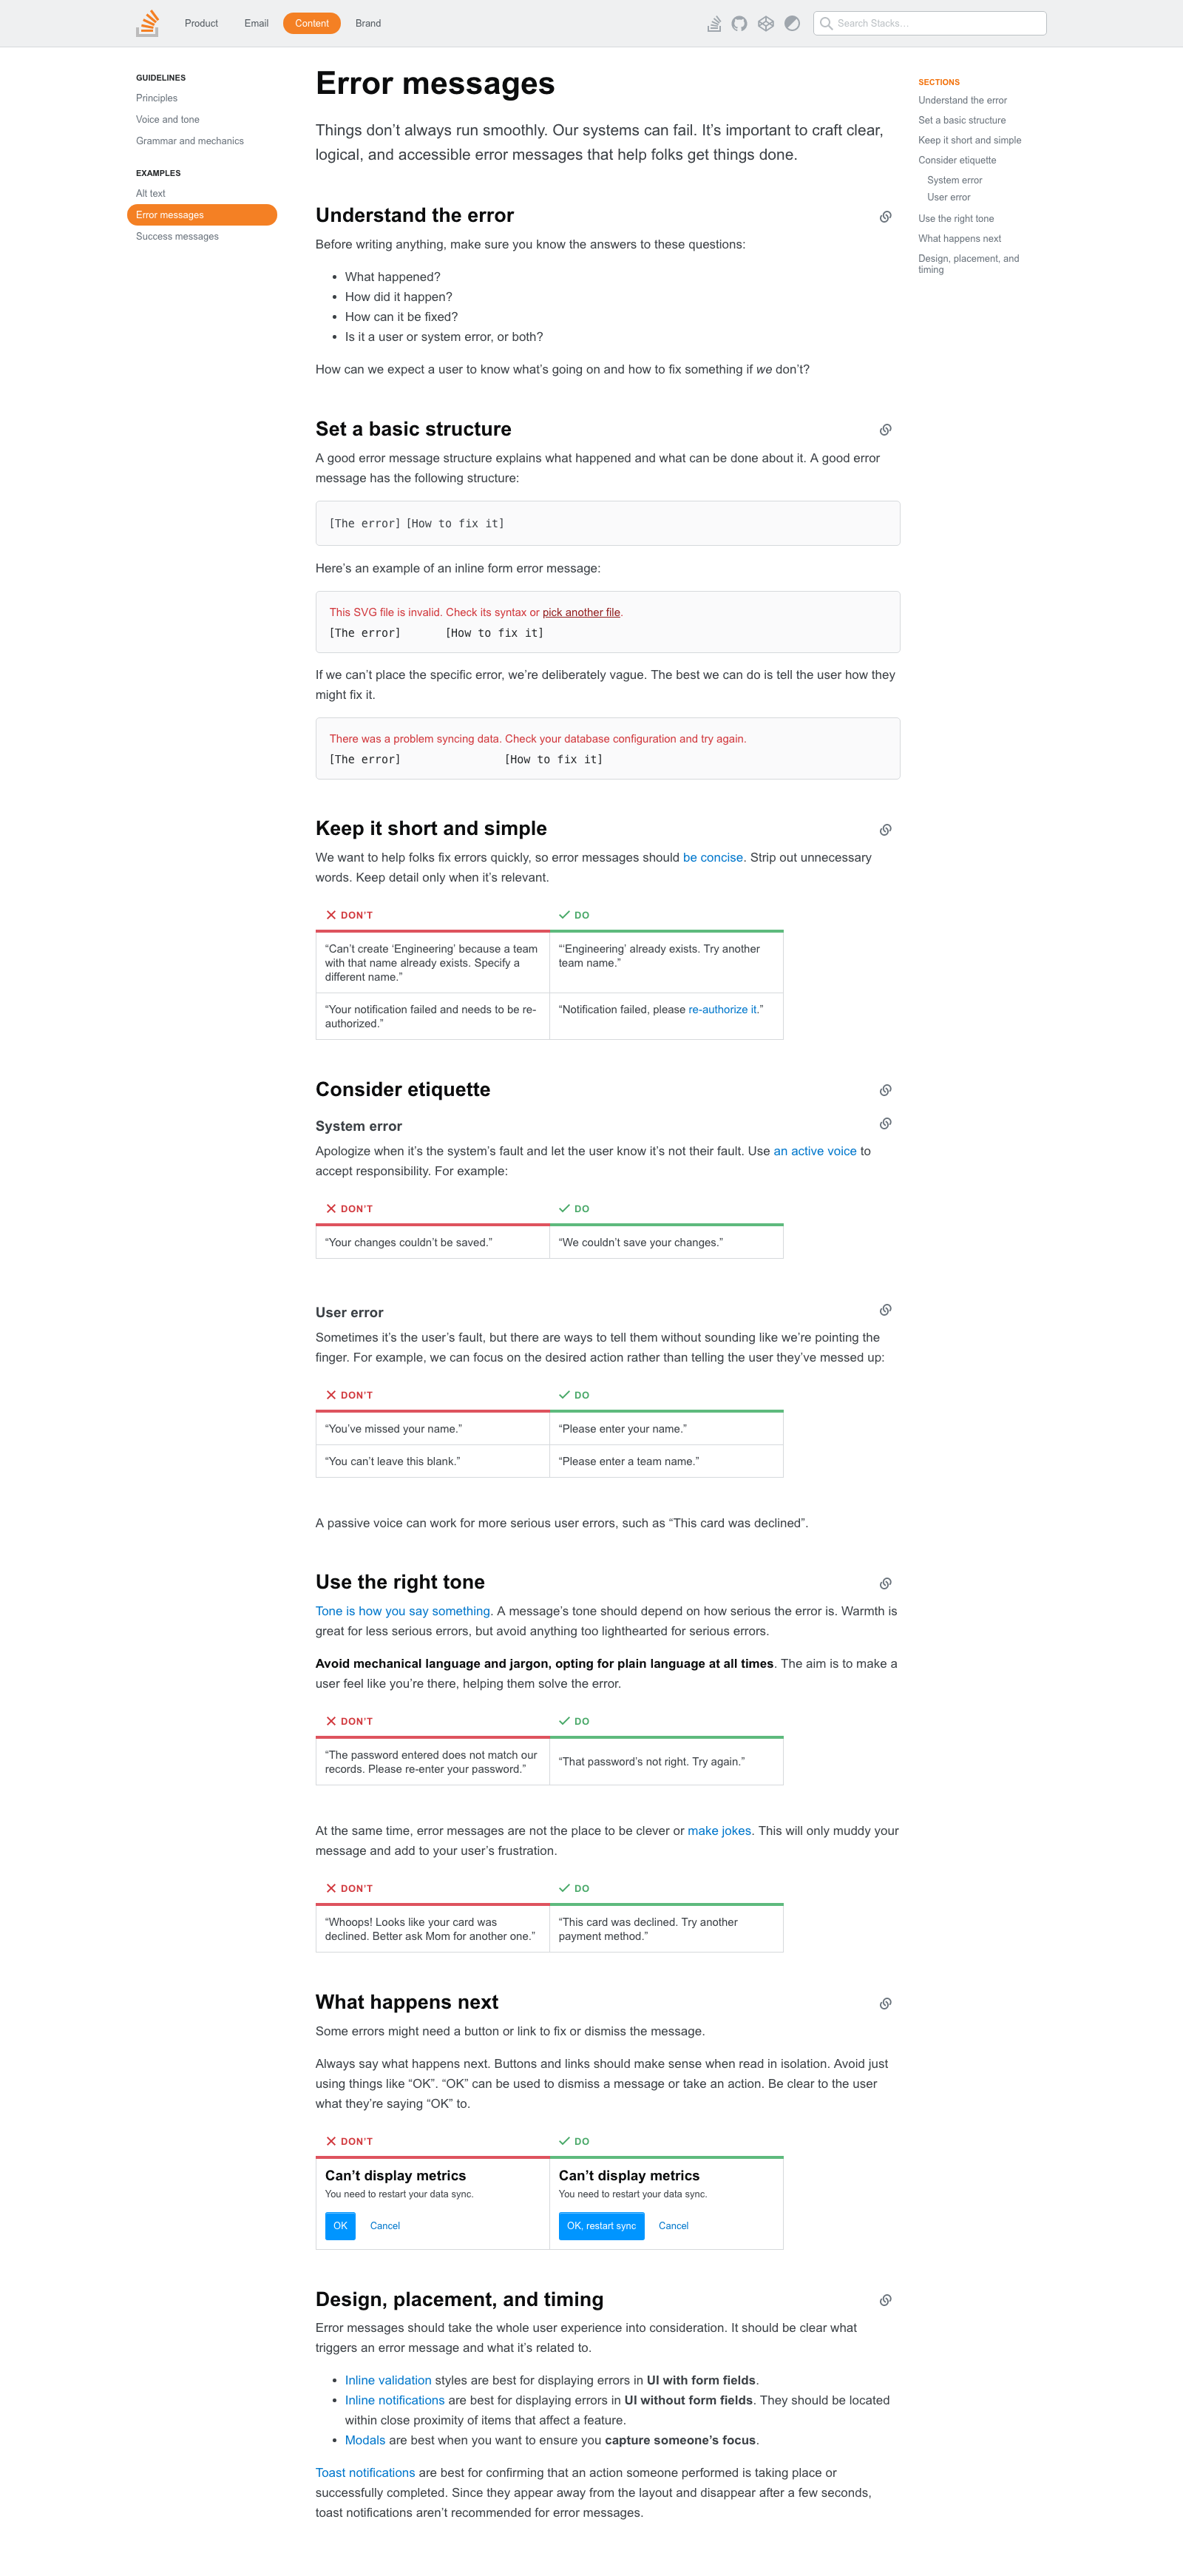 Product Email Content Brand Search Stacks…
GUIDELINES
Principles
Voice and tone
Grammar and mechanics
EXAMPLES
Alt text
Error messages
Success messages
Error messages
Things don’t always run smoothly. Our systems can fail. It’s important to craft clear,
logical, and accessible error messages that help folks get things done.
Understand the error
Before writing anything, make sure you know the answers to these questions:
• What happened?
• How did it happen?
• How can it be fixed?
• Is it a user or system error, or both?
How can we expect a user to know what’s going on and how to fix something if we don’t?
Set a basic structure
A good error message structure explains what happened and what can be done about it. A good error
message has the following structure:
[The error] [How to fix it]
Here’s an example of an inline form error message:
This SVG file is invalid. Check its syntax or pick another file.
[The error] [How to fix it]
If we can’t place the specific error, we’re deliberately vague. The best we can do is tell the user how they
might fix it.
There was a problem syncing data. Check your database configuration and try again.
[The error] [How to fix it]
Keep it short and simple
We want to help folks fix errors quickly, so error messages should be concise. Strip out unnecessary
words. Keep detail only when it’s relevant.
DON’T
DO
“Can’t create ‘Engineering’ because a team
with that name already exists. Specify a
different name.”
“‘Engineering’ already exists. Try another
team name.”
“Your notification failed and needs to be re-
authorized.”
“Notification failed, please re-authorize it.”
Consider etiquette
System error
Apologize when it’s the system’s fault and let the user know it’s not their fault. Use an active voice to
accept responsibility. For example:
DON’T
DO
“Your changes couldn’t be saved.”
“We couldn’t save your changes.”
User error
Sometimes it’s the user’s fault, but there are ways to tell them without sounding like we’re pointing the
finger. For example, we can focus on the desired action rather than telling the user they’ve messed up:
DON’T
DO
“You’ve missed your name.”
“Please enter your name.”
“You can’t leave this blank.”
“Please enter a team name.”
A passive voice can work for more serious user errors, such as “This card was declined”.
Use the right tone
Tone is how you say something. A message’s tone should depend on how serious the error is. Warmth is
great for less serious errors, but avoid anything too lighthearted for serious errors.
Avoid mechanical language and jargon, opting for plain language at all times. The aim is to make a
user feel like you’re there, helping them solve the error.
DON’T
DO
“The password entered does not match our
records. Please re-enter your password.”
“That password’s not right. Try again.”
At the same time, error messages are not the place to be clever or make jokes. This will only muddy your
message and add to your user’s frustration.
DON’T
DO
“Whoops! Looks like your card was
declined. Better ask Mom for another one.”
“This card was declined. Try another
payment method.”
What happens next
Some errors might need a button or link to fix or dismiss the message.
Always say what happens next. Buttons and links should make sense when read in isolation. Avoid just
using things like “OK”. “OK” can be used to dismiss a message or take an action. Be clear to the user
what they’re saying “OK” to.
DON’T
DO
Can’t display metrics
You need to restart your data sync.
OK Cancel
Can’t display metrics
You need to restart your data sync.
OK, restart sync Cancel
Design, placement, and timing
Error messages should take the whole user experience into consideration. It should be clear what
triggers an error message and what it’s related to.
• Inline validation styles are best for displaying errors in UI with form fields.
• Inline notifications are best for displaying errors in UI without form fields. They should be located
within close proximity of items that affect a feature.
• Modals are best when you want to ensure you capture someone’s focus.
Toast notifications are best for confirming that an action someone performed is taking place or
successfully completed. Since they appear away from the layout and disappear after a few seconds,
toast notifications aren’t recommended for error messages.
SECTIONS
Understand the error
Set a basic structure
Keep it short and simple
Consider etiquette
System error
User error
Use the right tone
What happens next
Design, placement, and
timing